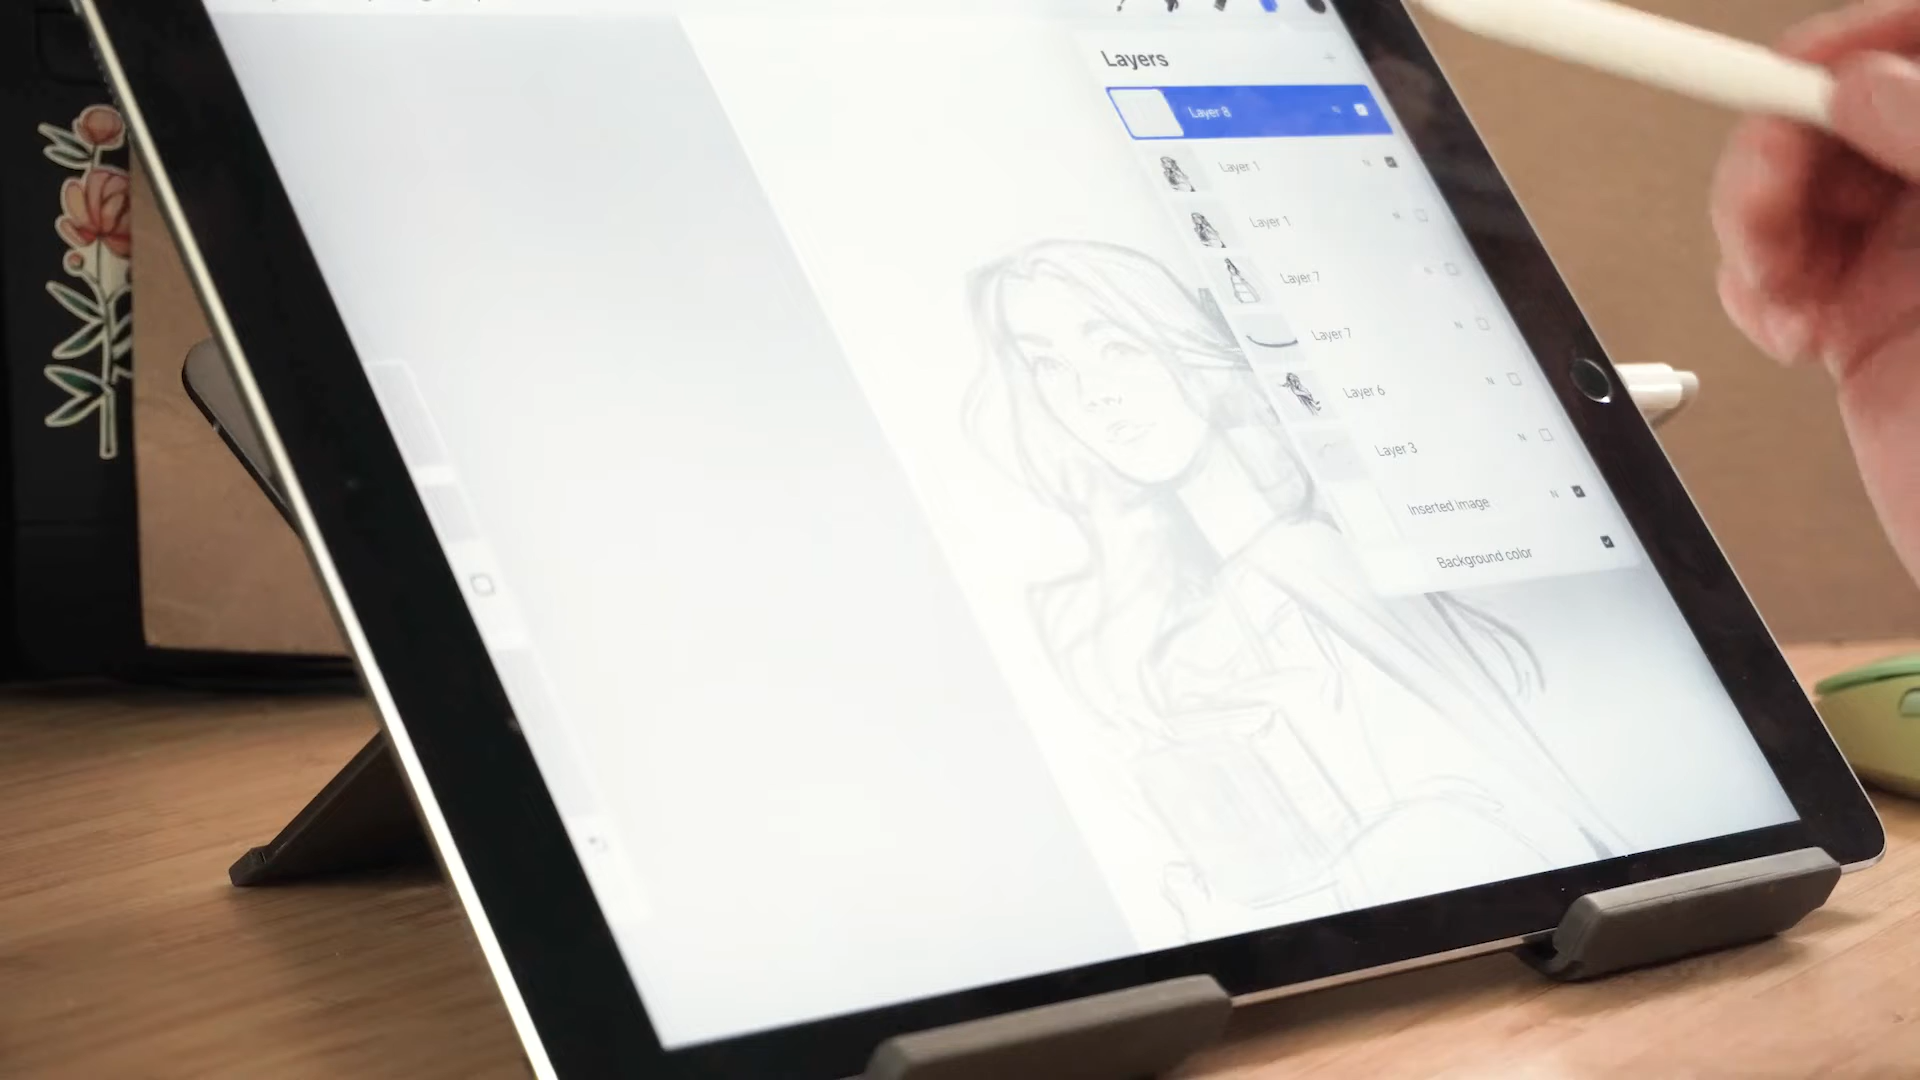 Layers
Layer 8 N
Layer 1 N
Layer 1 N
Layer 7 N
Layer 7 N
Layer 6 N
Layer 3 N
Inserted Image N
Background color